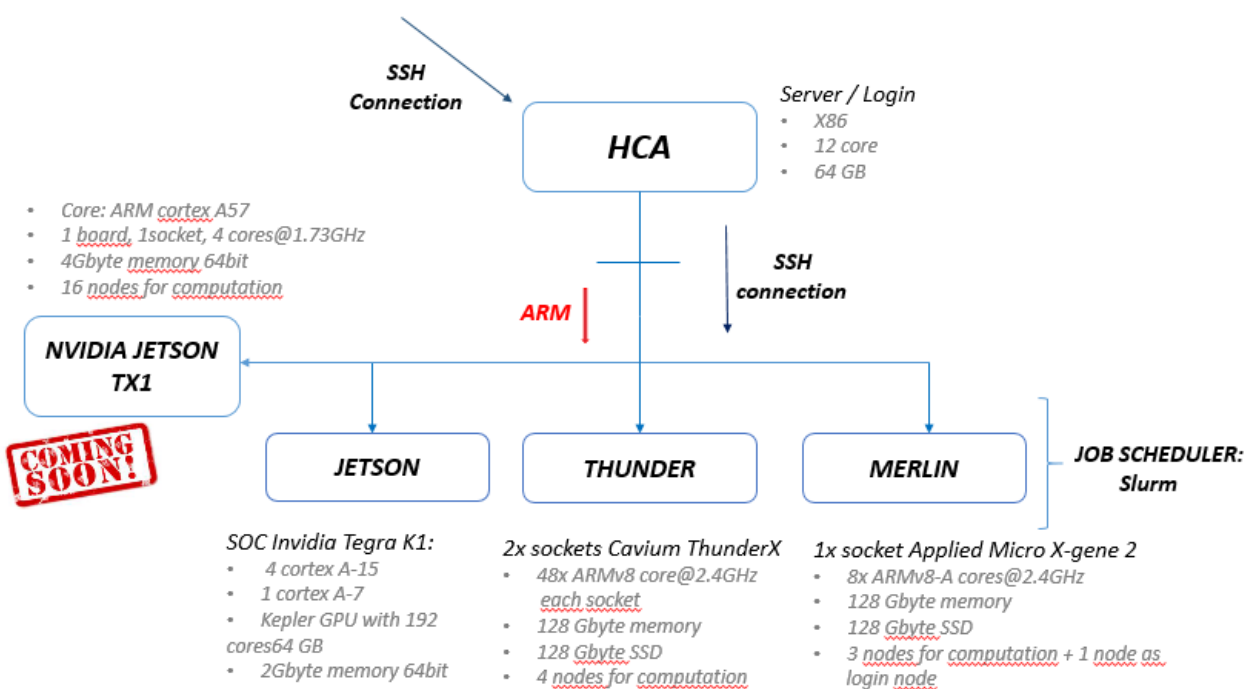 SSH
Connection
HCA
Server / Login
• X86
• 12 core
• 64 GB
• Core: ARM cortex A57
• 1 board, 1socket, 4 cores@1.73GHz
• 4Gbyte memory 64bit
• 16 nodes for computation
SSH
connection
ARM
NVIDIA JETSON
TX1
COMING
SOON!
JETSON
THUNDER
MERLIN
JOB SCHEDULER:
Slurm
SOC Invidia Tegra K1:
• 4 cortex A-15
• 1 cortex A-7
• Kepler GPU with 192
cores64 GB
• 2Gbyte memory 64bit
2x sockets Cavium ThunderX
• 48x ARMv8 core@2.4GHz
each socket
• 128 Gbyte memory
• 128 Gbyte SSD
• 4 nodes for computation
1x socket Applied Micro X-gene 2
• 8x ARMv8-A cores@2.4GHz
• 128 Gbyte memory
• 128 Gbyte SSD
• 3 nodes for computation + 1 node as
login node